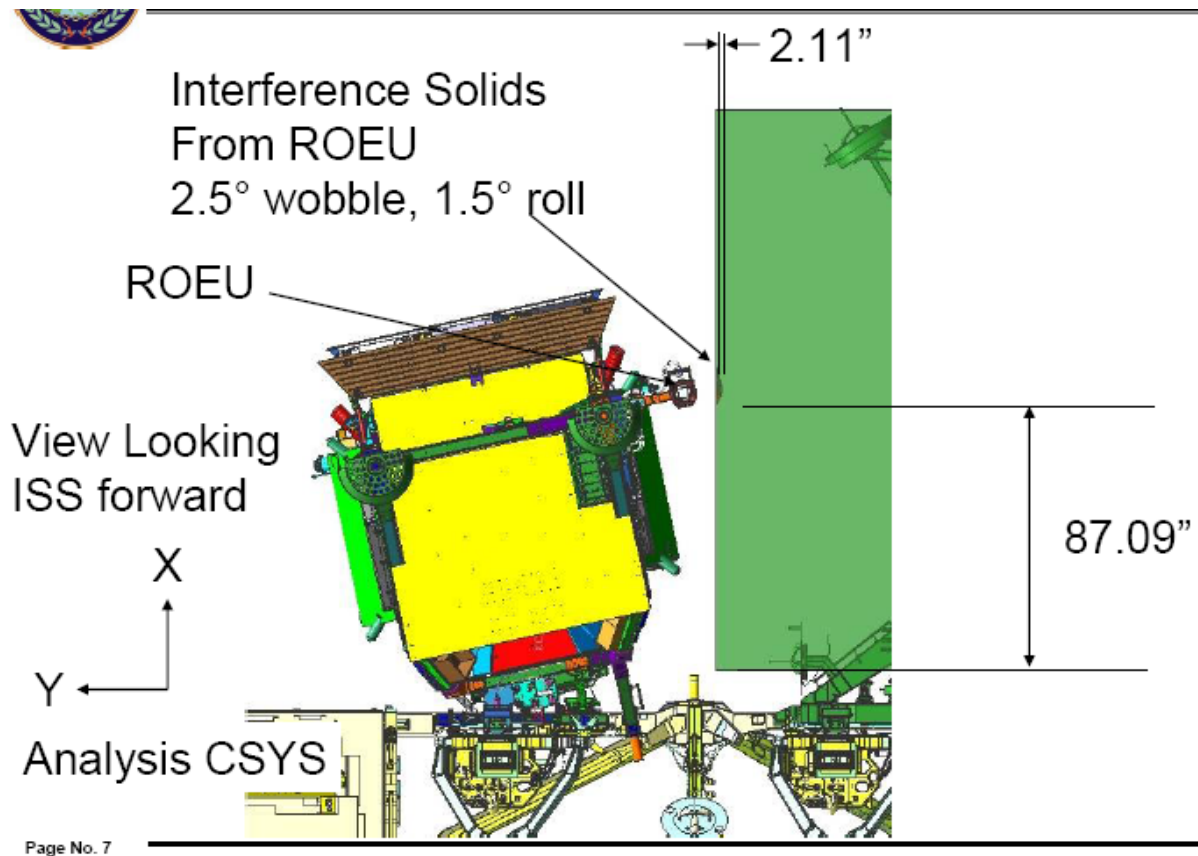 2.11”
Interference Solids
From ROEU
2.5° wobble, 1.5° roll
ROEU
View Looking
ISS forward
X
87.09”
Y
Analysis CSYS
Page No. 7